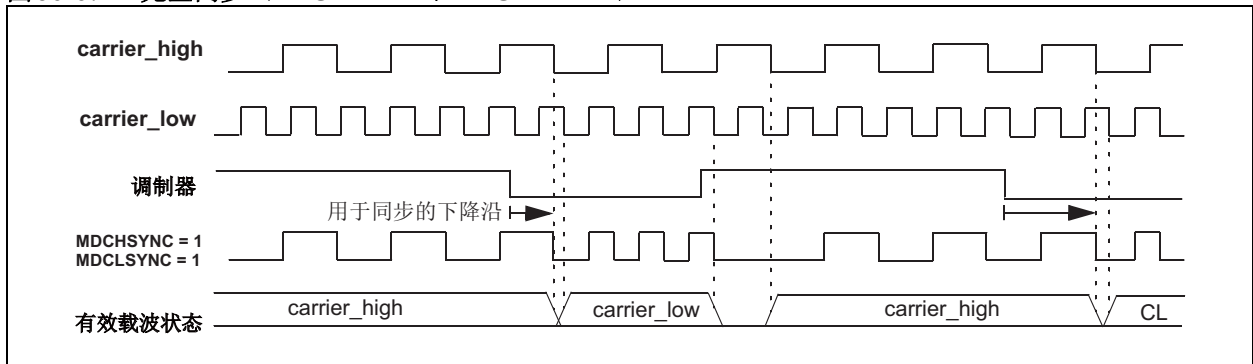 carrier_high
carrier_low
调制器
用于同步的下降沿
MDCHSYNC = 1
MDCLSYNC = 1
有效载波状态
carrier_high
carrier_low
carrier_high
CL